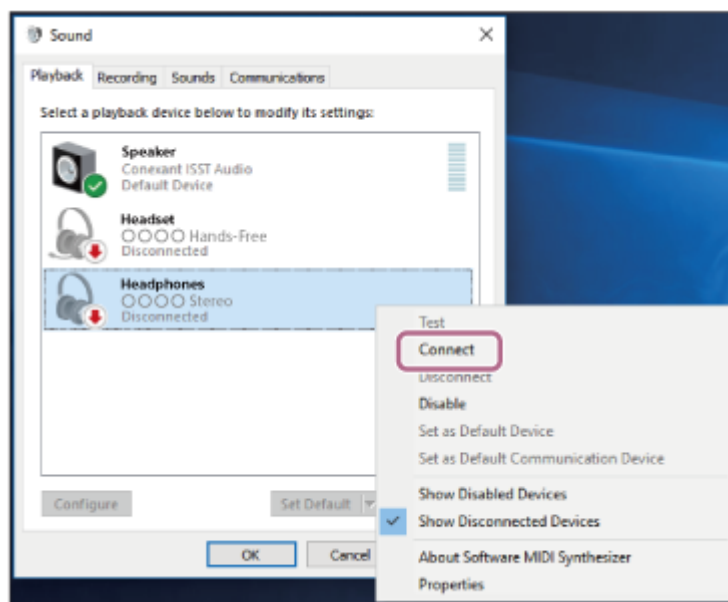 Sound
Playback Recording Sounds Communications
Select a playback device below to modify its settings:
Speaker
Conexant ISST Audio
Default Device
Headset
○○○○ Hands-Free
Disconnected
Headphones
○○○○ Stereo
Disconnected
Test
Connect
Disconnect
Disable
Set as Default Device
Set as Default Communication Device
Show Disabled Devices
Show Disconnected Devices
About Software MIDI Synthesizer
Properties
Configure Set Default
OK Cancel